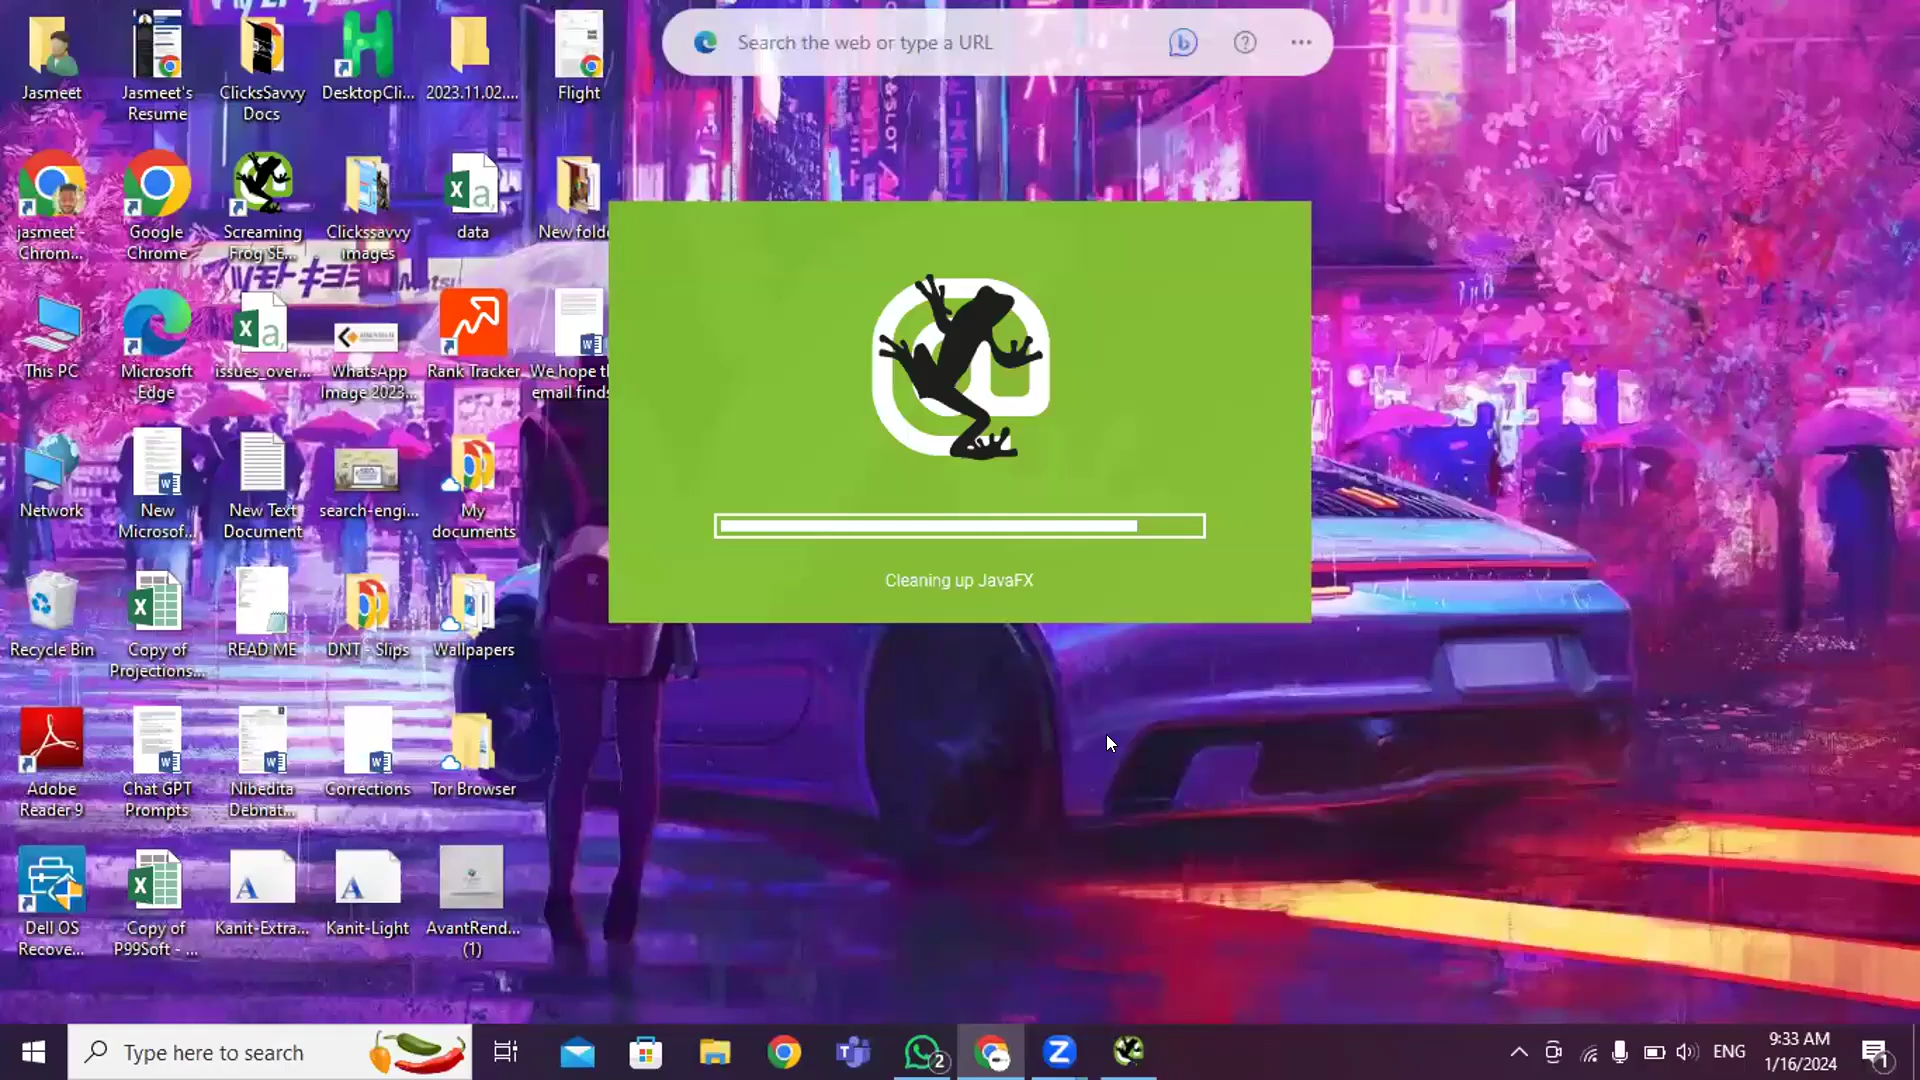 Search the web or type a URL
Jasmeet
Jasmeet's
Resume
ClicksSavvy
Docs
DesktopCli...
2023.11.02....
Flight
jasmeet -
Chrom...
Google
Chrome
Screaming
Frog SE...
Clickssavvy
images
data
New folde
This PC
Microsoft
Edge
issues_over...
WhatsApp
Image 2023...
Rank Tracker
We hope th
email finds
Network
New
Microsof...
New Text
Document
search-engi...
My
documents
Cleaning up JavaFX
Recycle Bin
Copy of
Projections...
READ ME
DNT - Slips
Wallpapers
Adobe
Reader 9
Chat GPT
Prompts
Nibedita
Debnat...
Corrections
Tor Browser
Dell OS
Recove...
Copy of
P99Soft - ...
Kanit-Extra...
Kanit-Light
AvantRend...
(1)
Type here to search
2
ENG
9:33 AM
1/16/2024
1